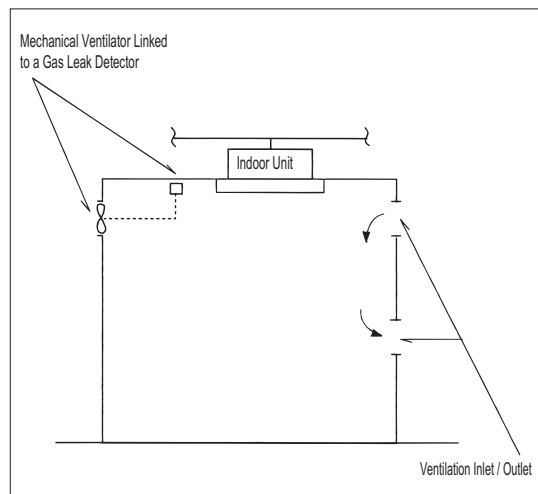 Mechanical Ventilator Linked
to a Gas Leak Detector
Indoor Unit
Ventilation Inlet / Outlet